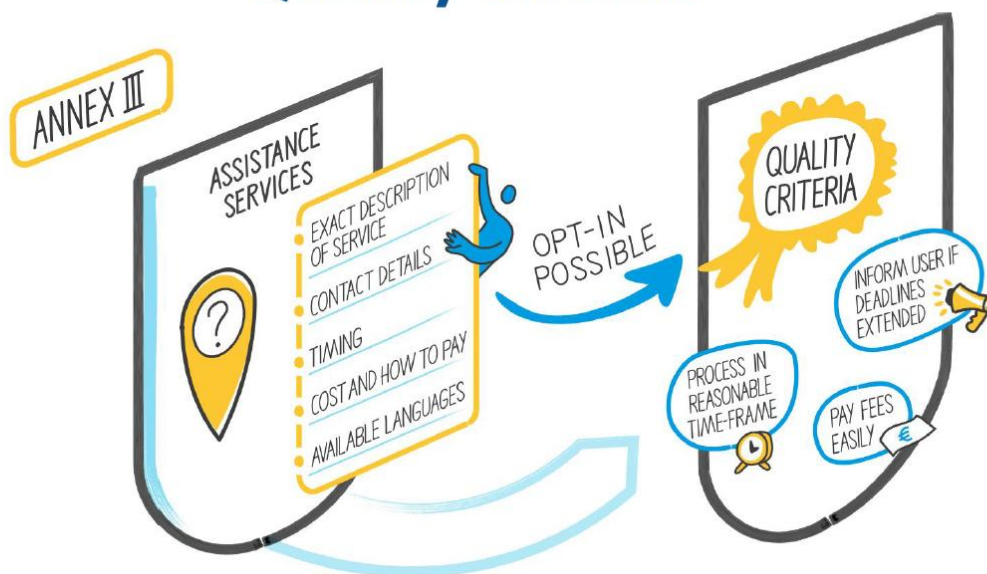 ANNEX III
ASSISTANCE
SERVICES
?
EXACT DESCRIPTION
OF SERVICE
CONTACT DETAILS
TIMING
COST AND HOW TO PAY
AVAILABLE LANGUAGES
OPT-IN
POSSIBLE
QUALITY
CRITERIA
INFORM USER IF
DEADLINES
EXTENDED
PROCESS IN
REASONABLE
TIME-FRAME
PAY FEES
EASILY
€